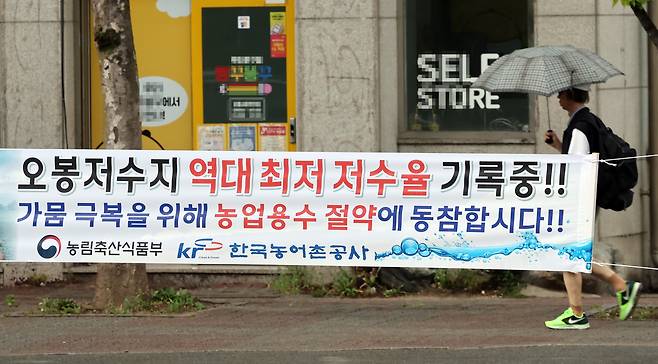 SELF
STORE
오봉저수지 역대 최저 저수율 기록중!!
가뭄 극복을 위해 농업용수 절약에 동참합시다!!
농림축산식품부 kr 한국농어촌공사